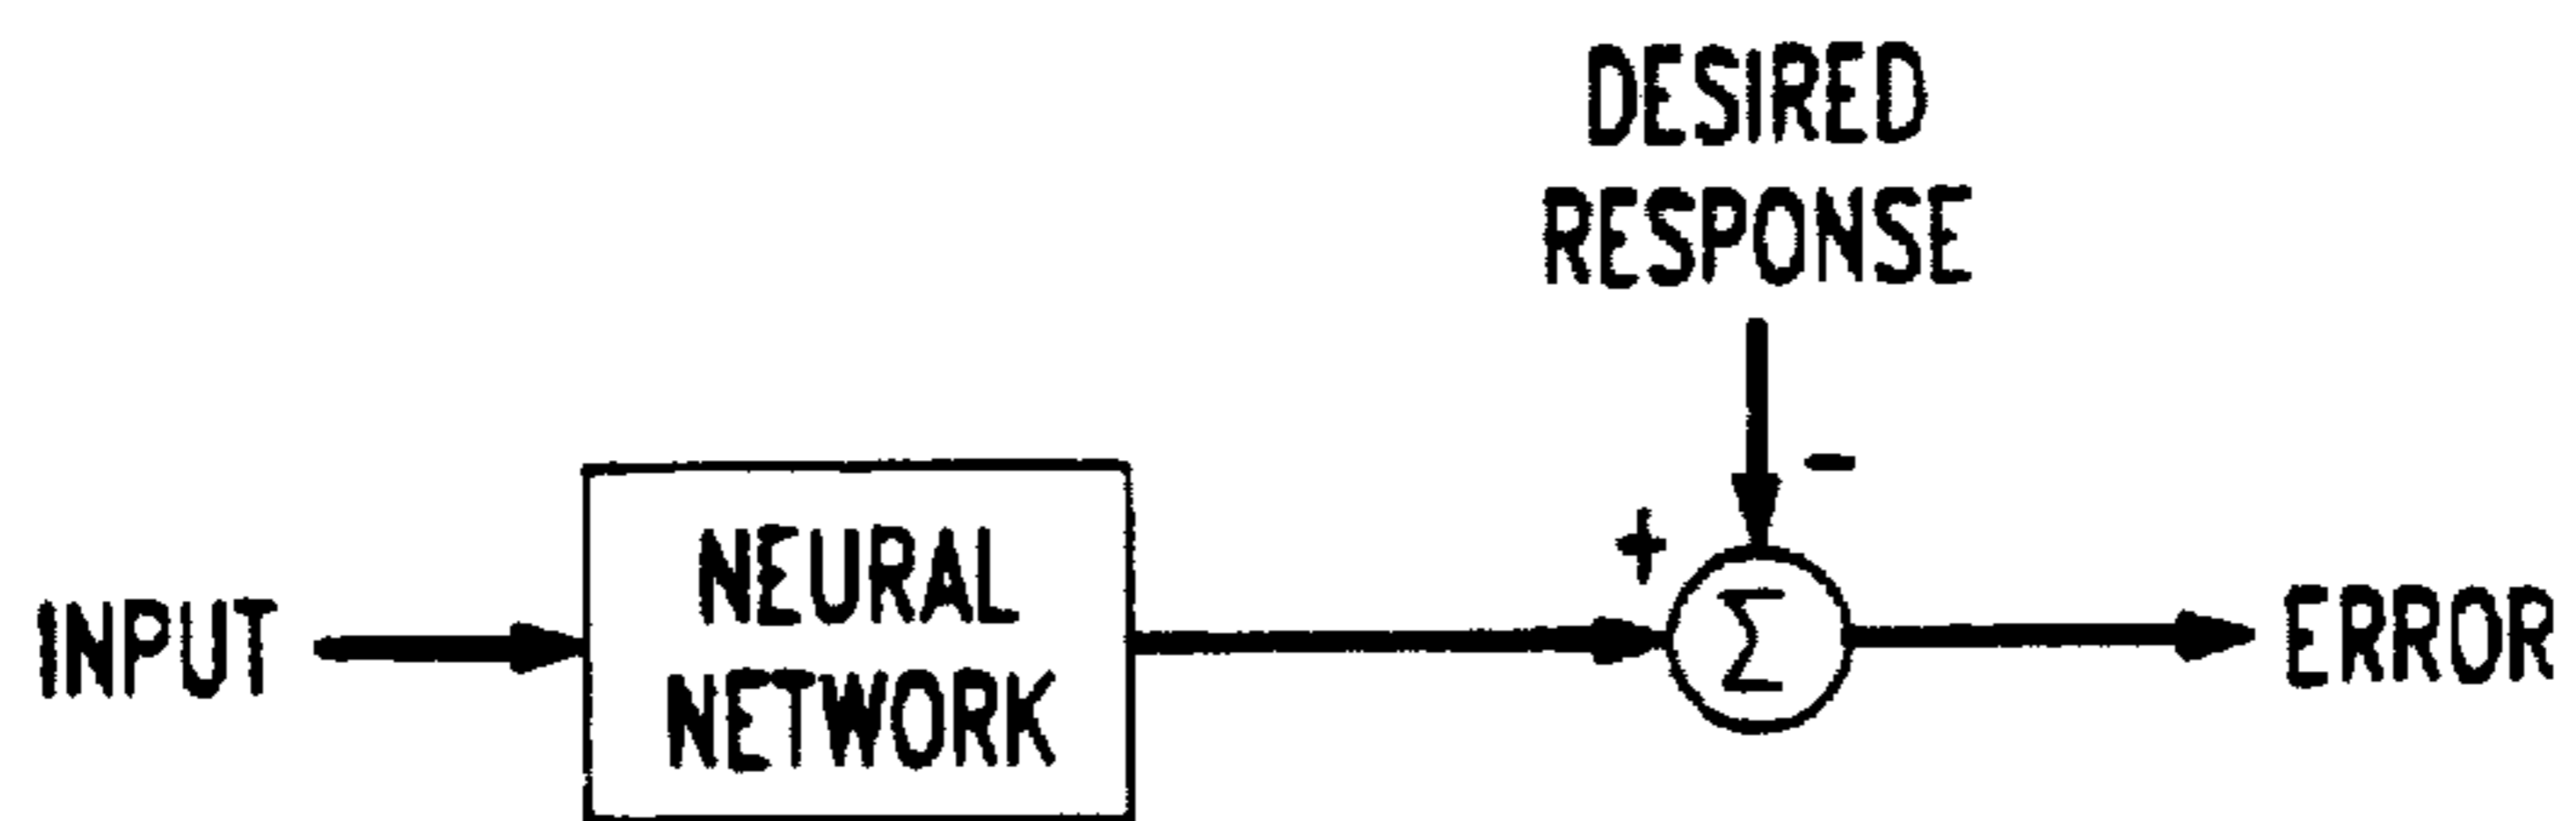 DESIRED
RESPONSE
-
+
NEURAL
NETWORK
INPUT
Σ
ERROR